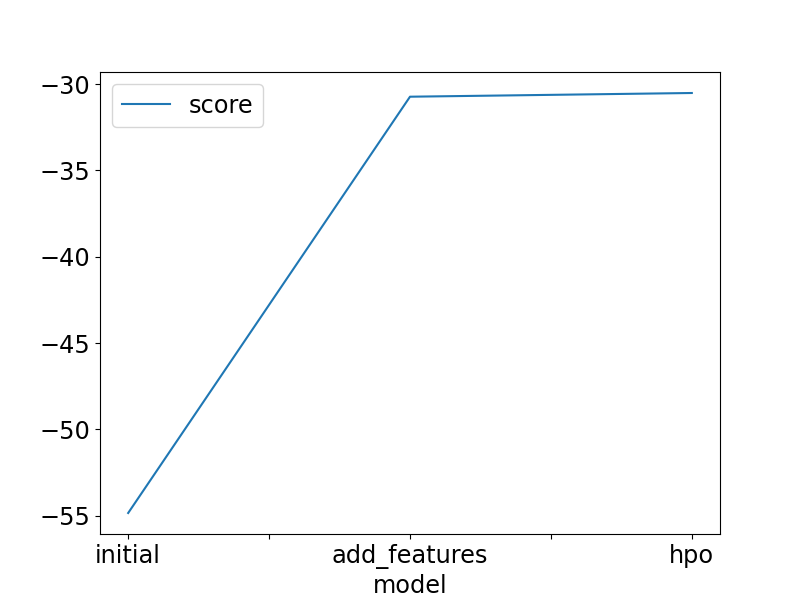 −30
−35
−40
−45
−50
−55
score
initial
add_features
hpo
model